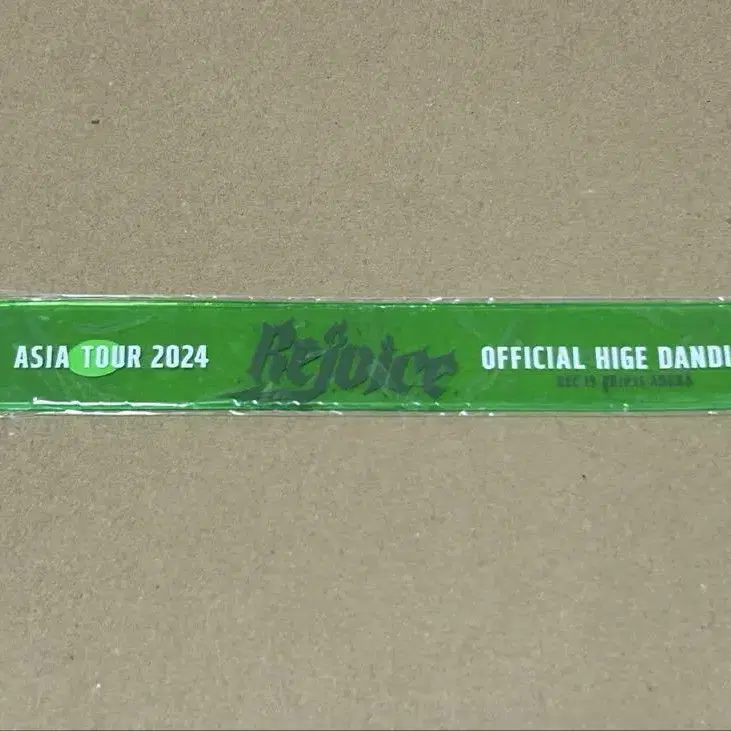 ASIA TOUR 2024
Rejoice
OFFICIAL HIGE DANDI